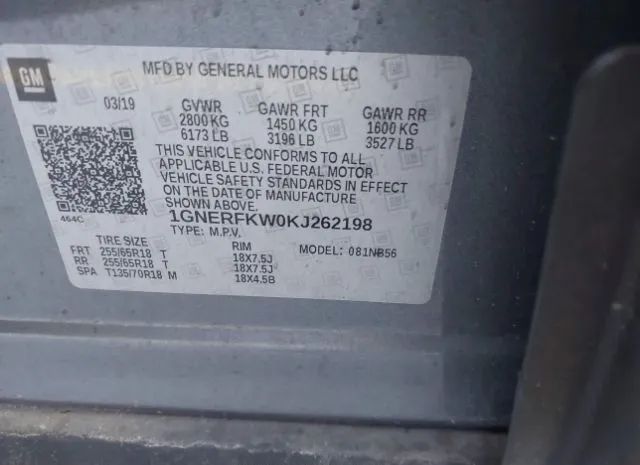 GM
MFD BY GENERAL MOTORS LLC
03/19 GVWR GAWR FRT GAWR RR
2800 KG 1450 KG 1600 KG
6173 LB 3196 LB 3527 LB
THIS VEHICLE CONFORMS TO ALL
APPLICABLE U.S. FEDERAL MOTOR
VEHICLE SAFETY STANDARDS IN EFFECT
ON THE DATE OF MANUFACTURE
SHOWN ABOVE.
464C
1GNERFKW0KJ262198
TYPE: M.P.V.
TIRE SIZE RIM MODEL: 081NB56
FRT 255/65R18 T 18X7.5J
RR 255/65R18 T 18X7.5J
SPA T135/70R18 M 18X4.5B